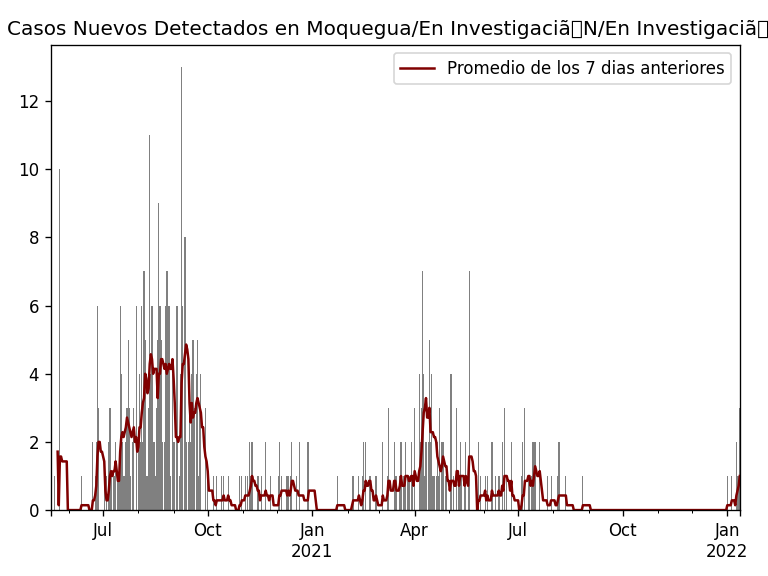 Casos Nuevos Detectados en Moquegua/En Investigaciã▯N/En Investigaciã▯
Promedio de los 7 dias anteriores
12
10
8
6
4
2
0
Jul Oct Jan Apr Jul Oct Jan
2021 2022